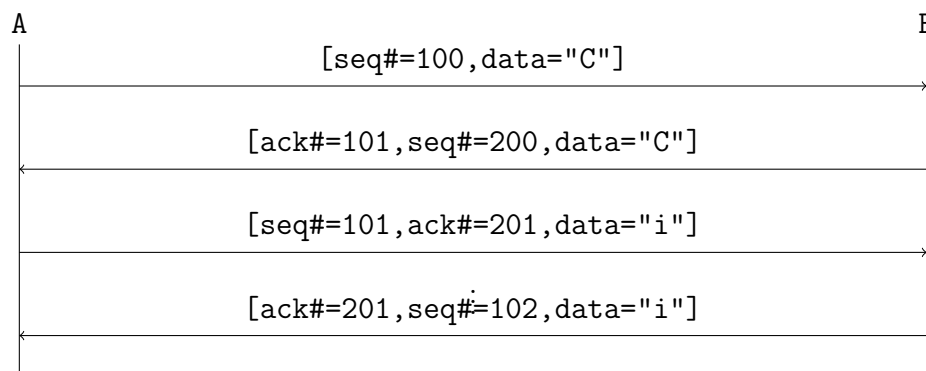 A B
[seq#=100,data="C"]
[ack#=101,seq#=200,data="C"]
[seq#=101,ack#=201,data="i"]
[ack#=201,seq#=102,data="i"]